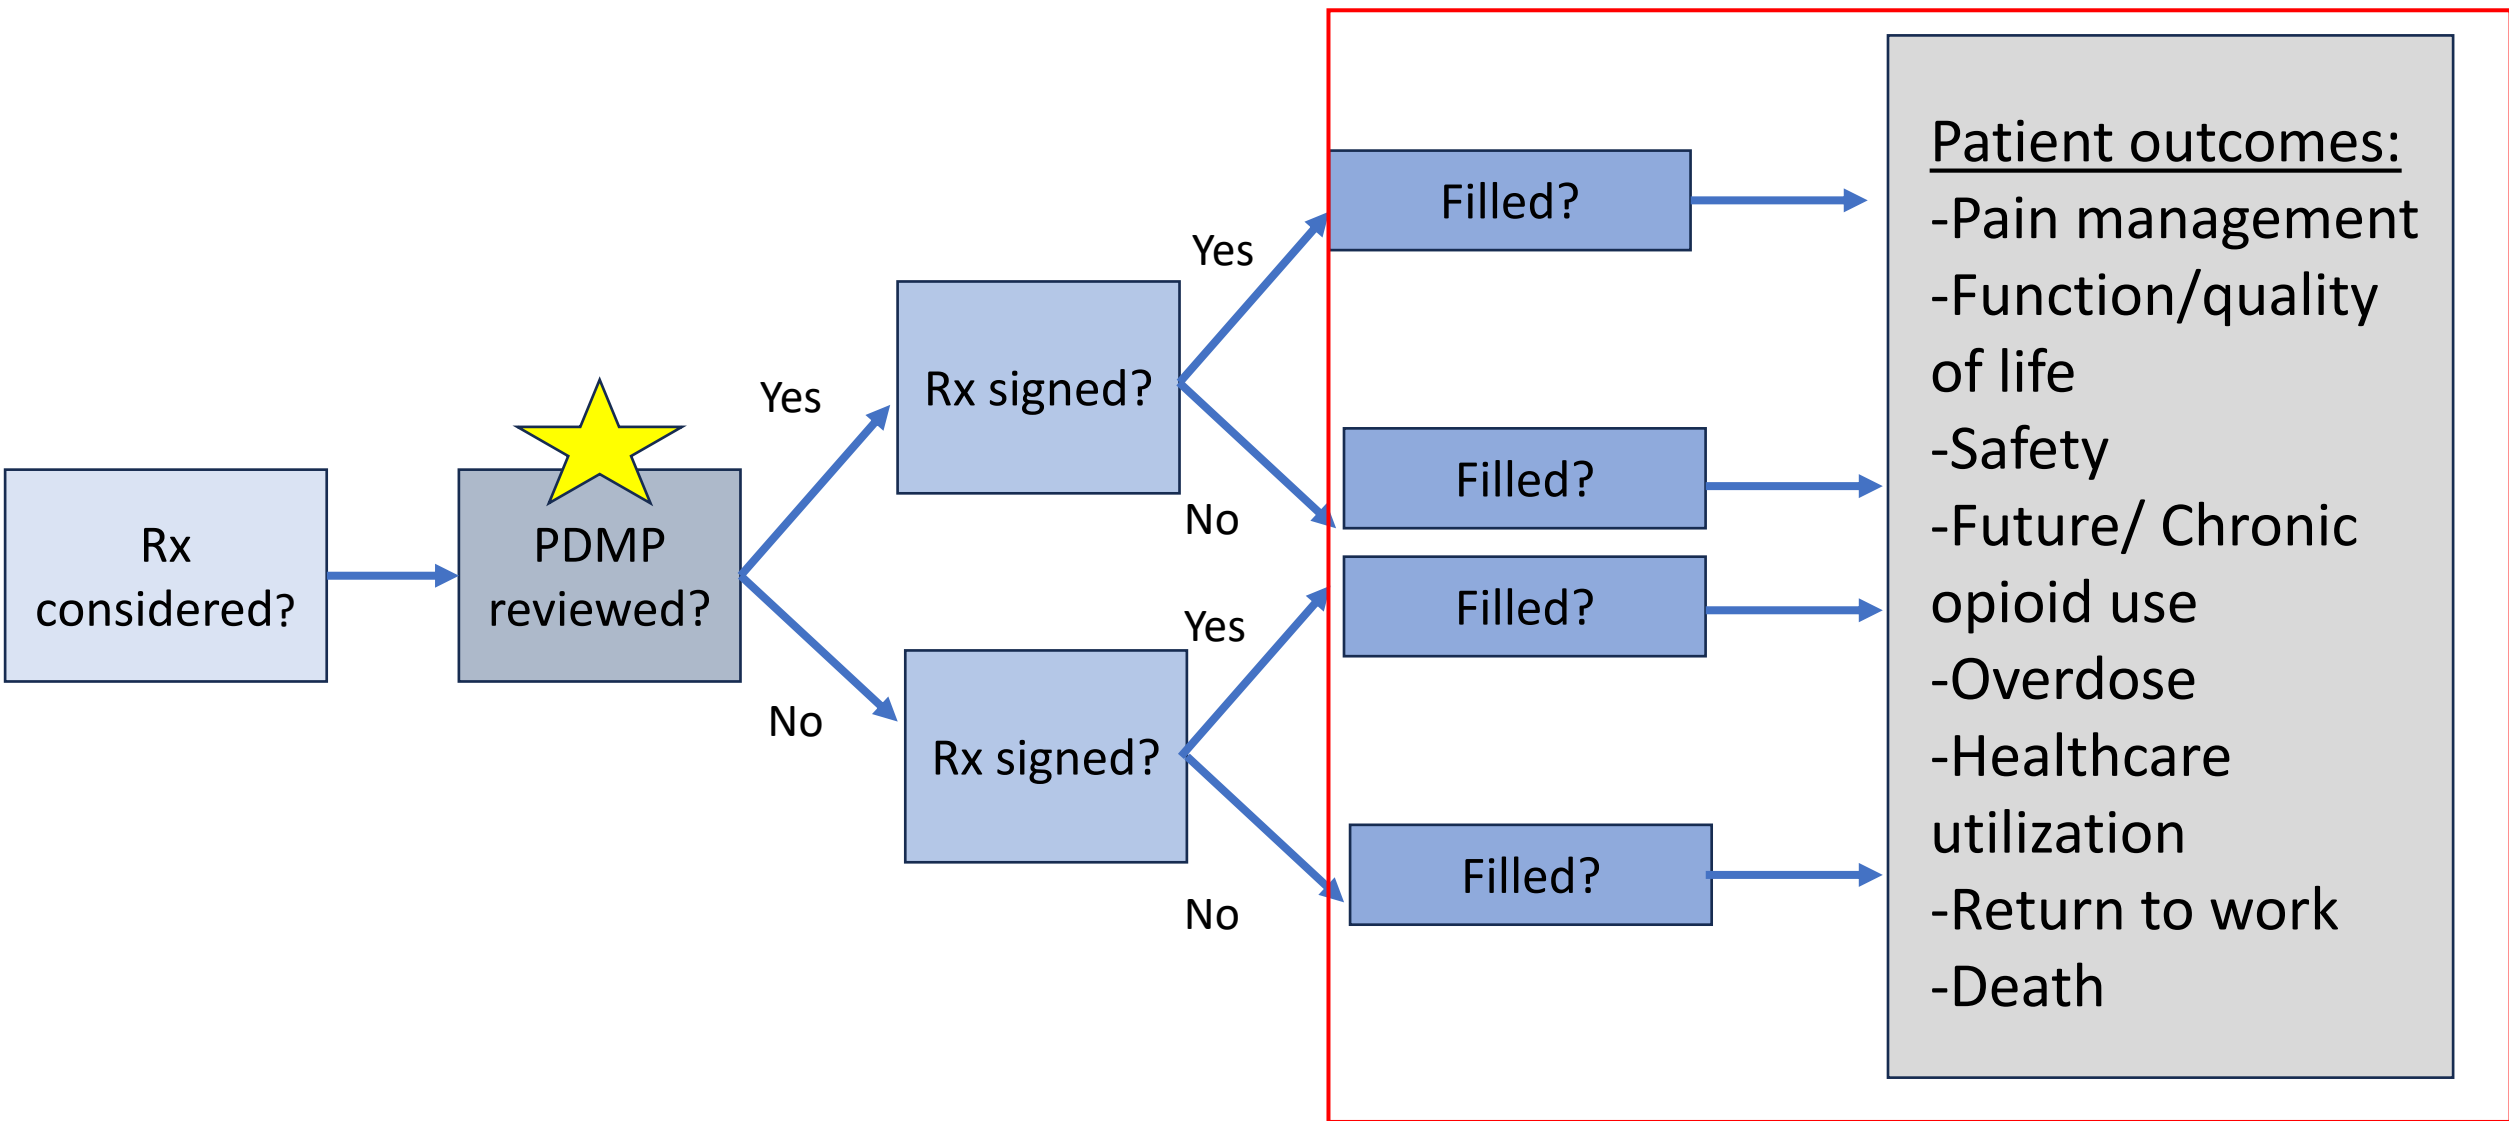 Rx
considered?
PDMP
reviewed?
Yes
No
Rx signed?
Rx signed?
Yes
No
Yes
No
Filled?
Filled?
Filled?
Filled?
Patient outcomes:
-Pain management
-Function/quality
of life
-Safety
-Future/ Chronic
opioid use
-Overdose
-Healthcare
utilization
-Return to work
-Death